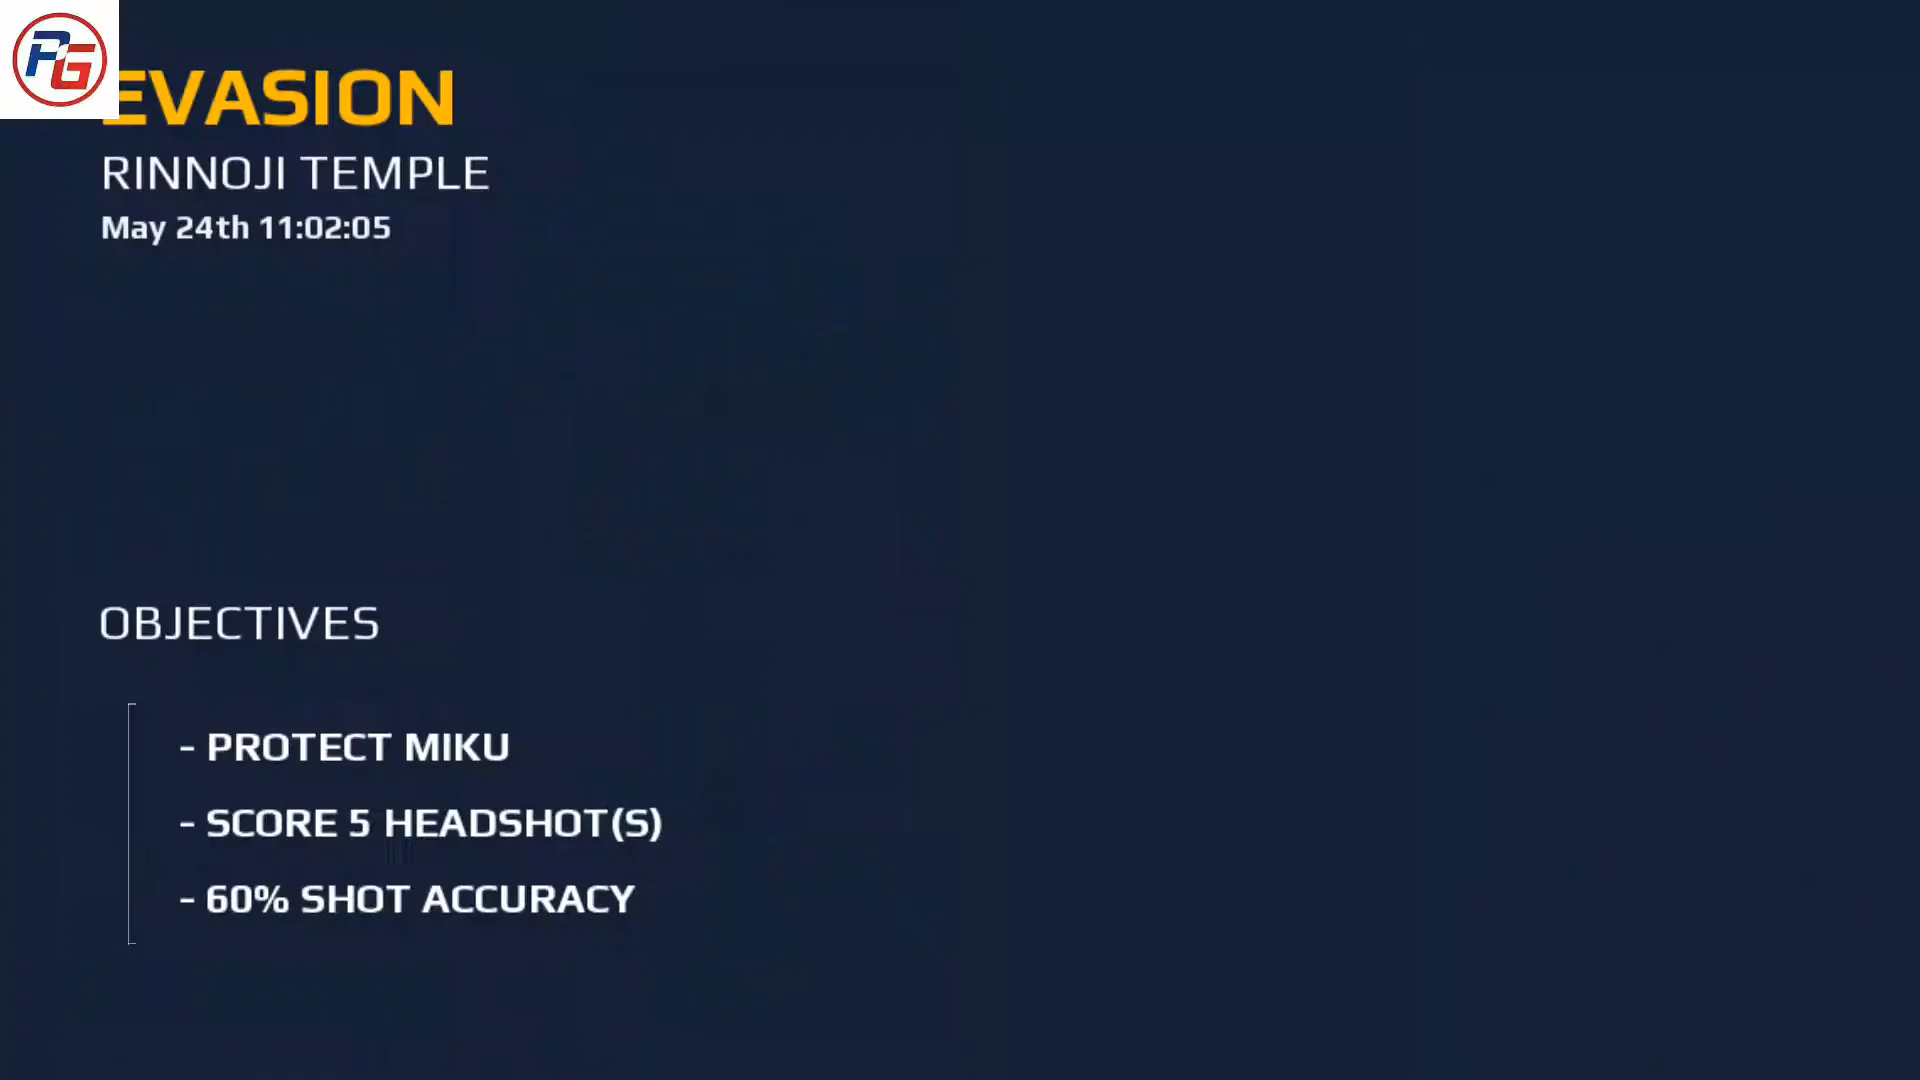 PG
EVASION
RINNOJI TEMPLE
May 24th 11:02:05
OBJECTIVES
- PROTECT MIKU
- SCORE 5 HEADSHOT(S)
- 60% SHOT ACCURACY